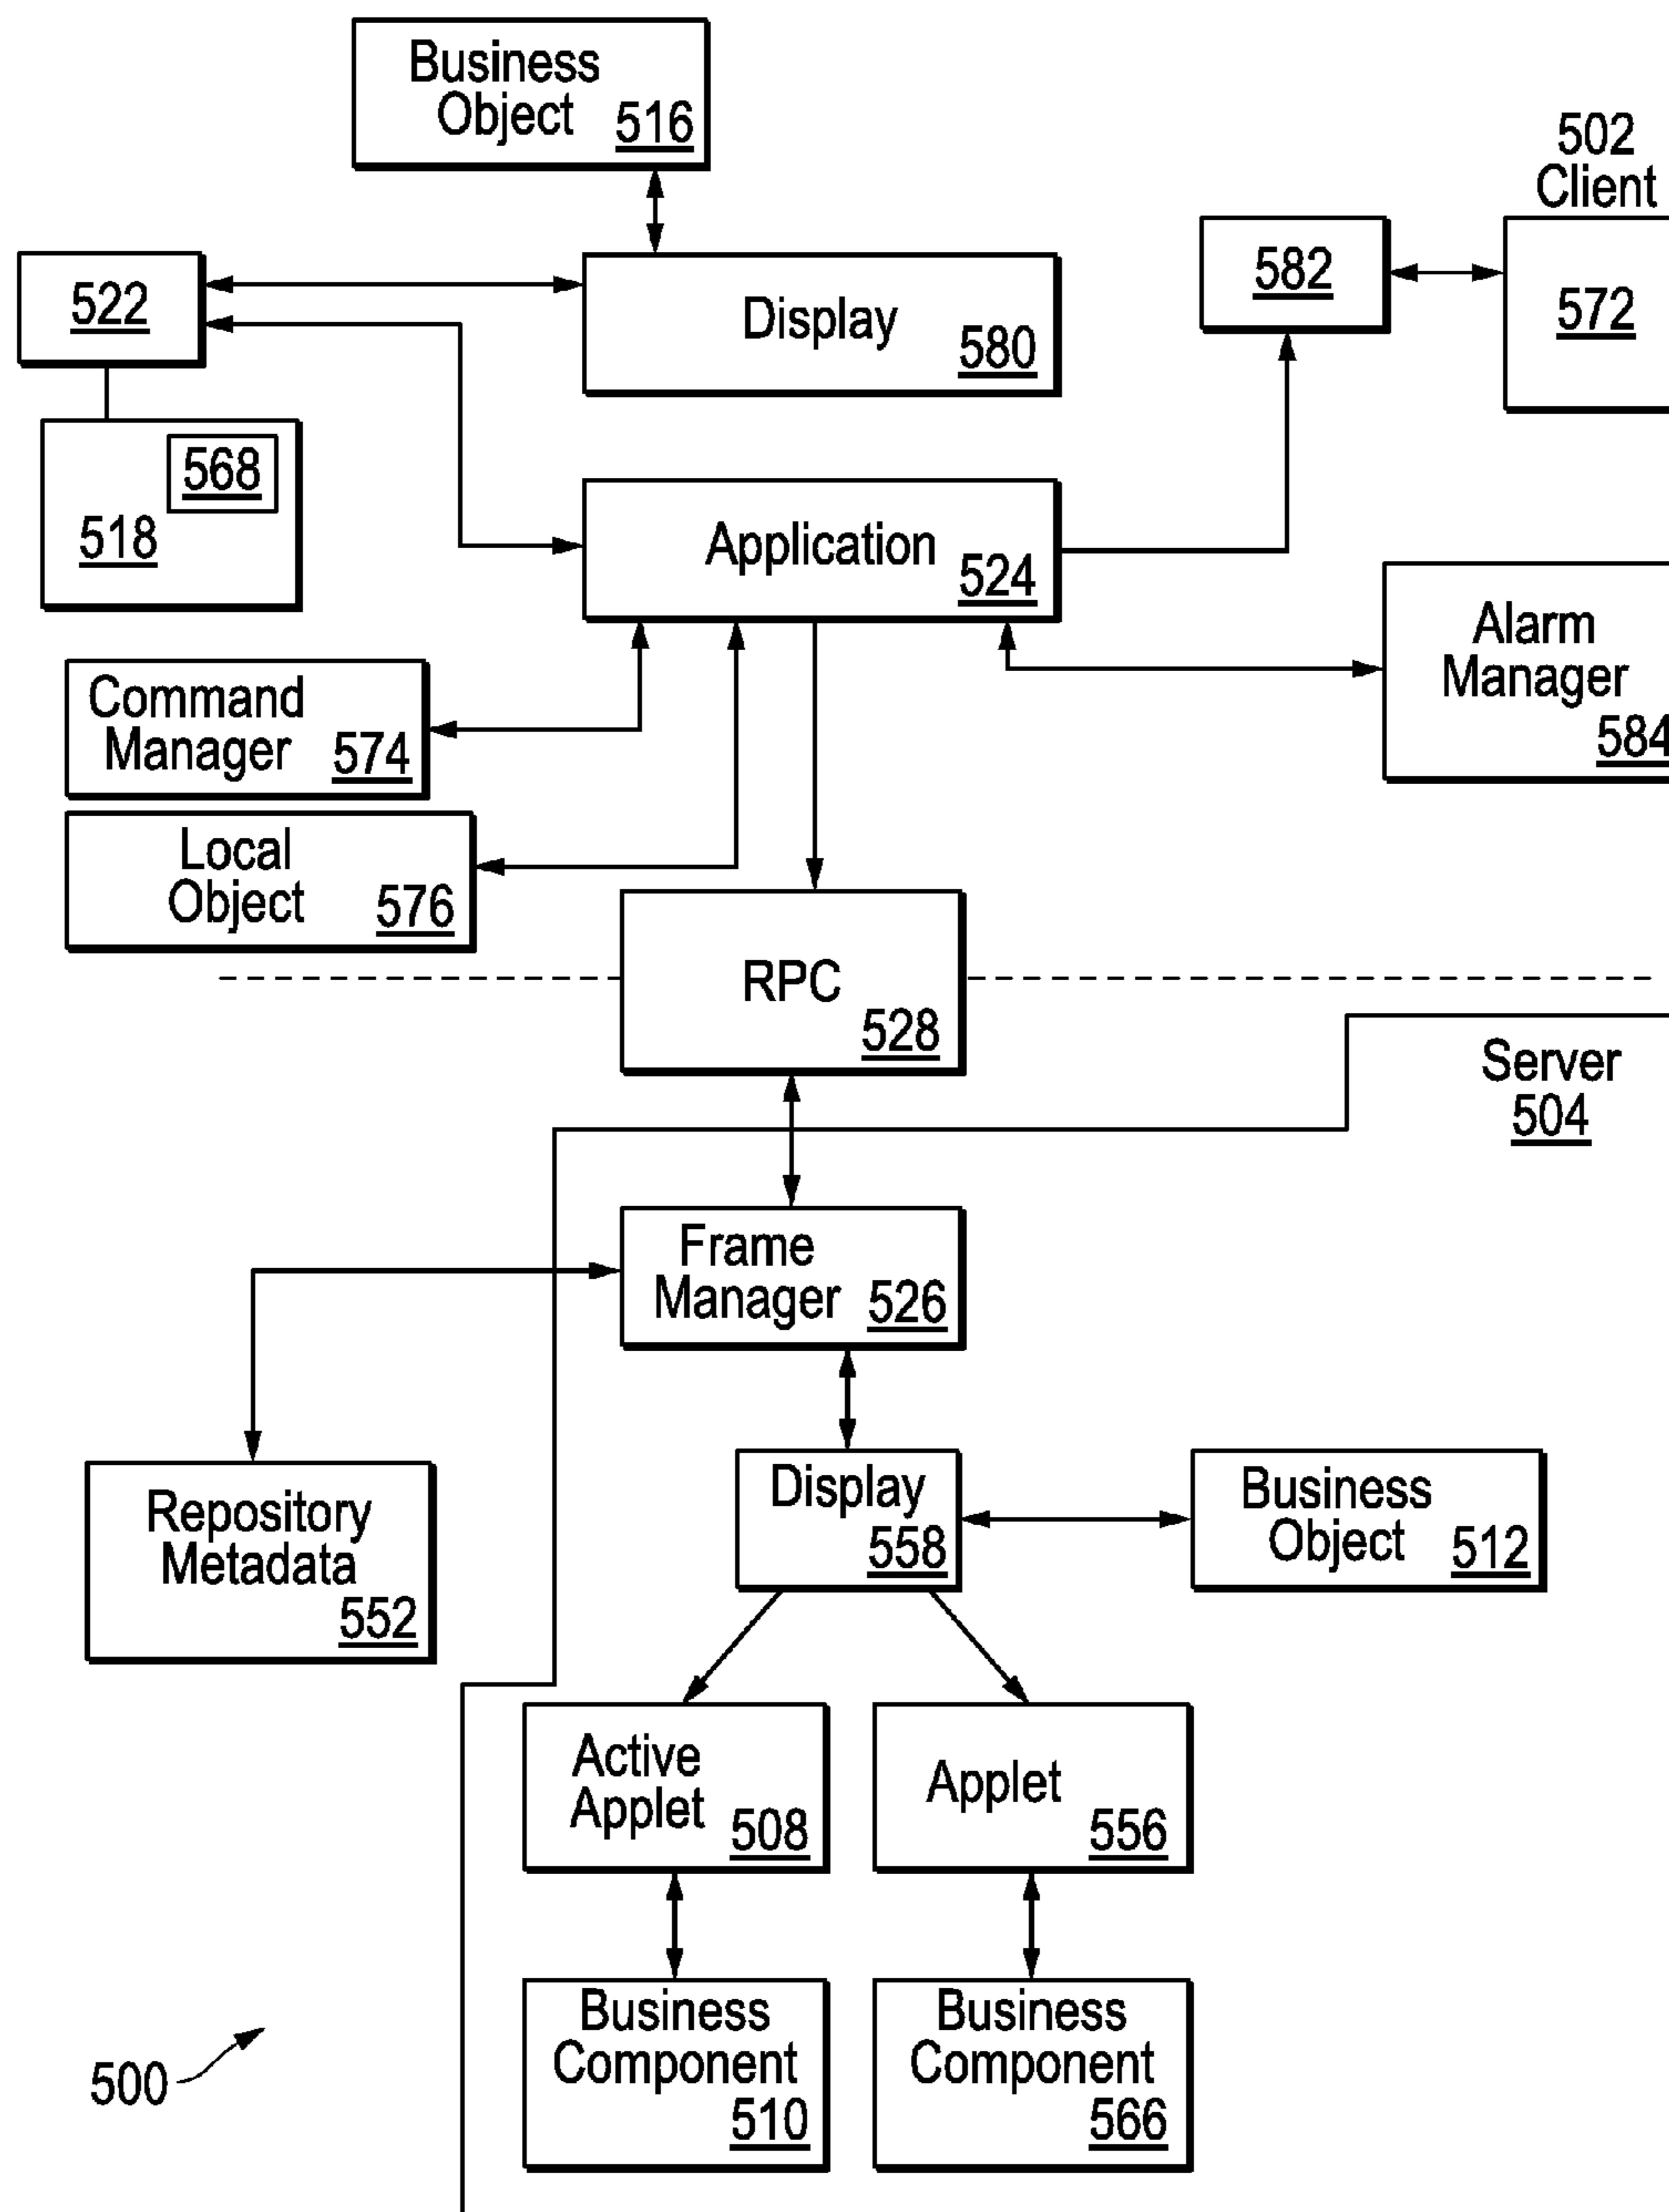 Business
Object 516
502
Client
522
Display
580
582
572
568
518
Application
524
Alarm
Manager
584
Command
Manager 574
Local
Object 576
RPC
528
Server
504
Frame
Manager 526
Repository
Metadata
552
Display
558
Business
Object 512
Active
Applet 508
Applet
556
Business
Component
510
Business
Component
566
500